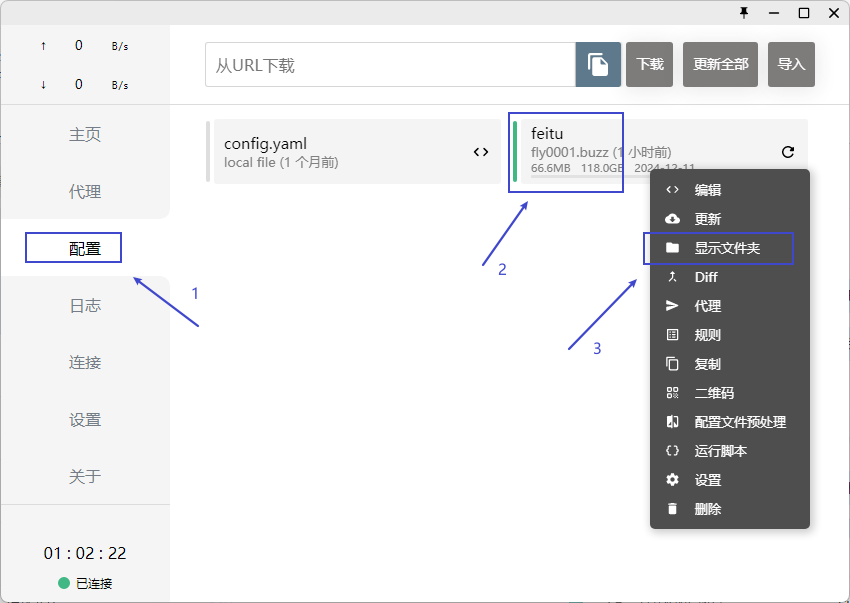 ↑ 0 B/s
↓ 0 B/s
主页
代理
配置
日志
连接
设置
关于
01 : 02 : 22
已连接
从URL下载
下载
更新全部
导入
config.yaml
local file (1 个月前)
feitu
fly0001.buzz (1 小时前)
66.6MB 118.0GB 2024-12-11
编辑
更新
显示文件夹
Diff
代理
规则
复制
二维码
配置文件预处理
运行脚本
设置
删除
1
2
3